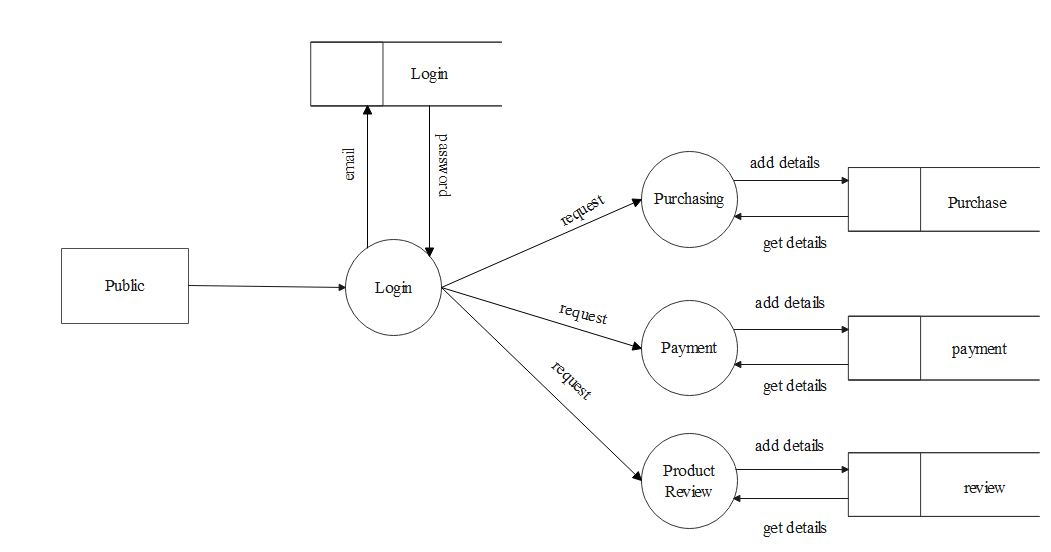 Login
email
password
Public
Login
request
request
request
Purchasing
add details
get details
Purchase
Payment
add details
get details
payment
Product
Review
add details
get details
review